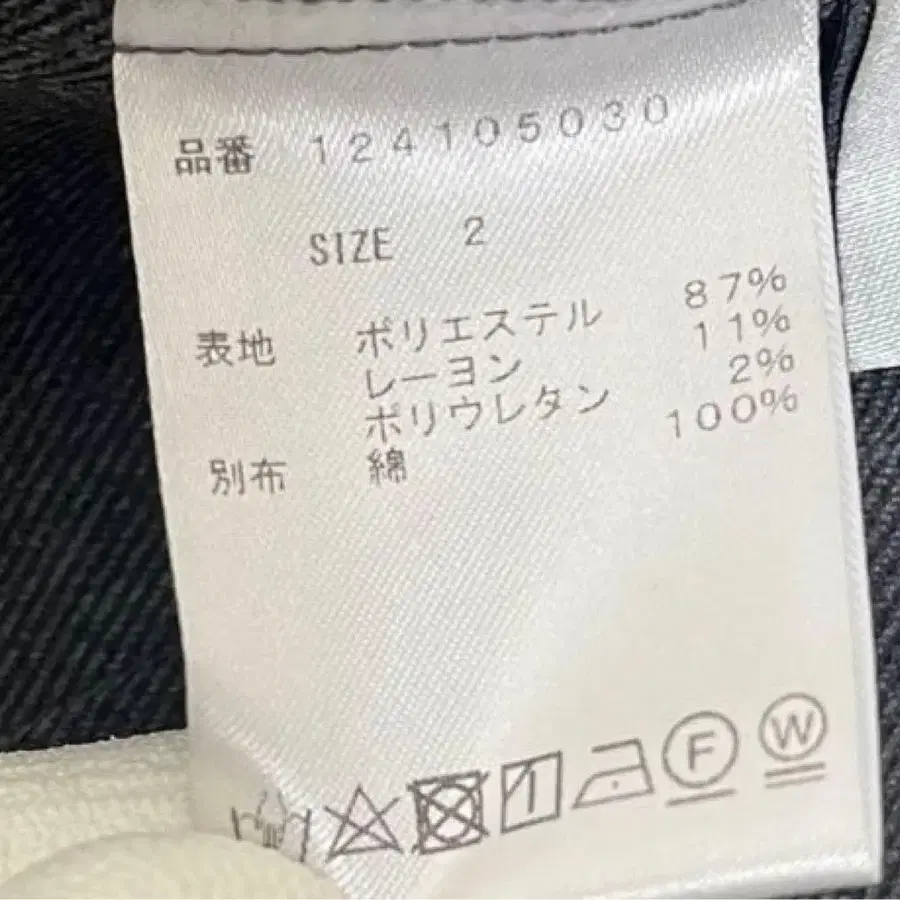 品番 124105030
SIZE 2
表地 ポリエステル 87%
レーヨン 11%
ポリウレタン 2%
別布 綿 100%
F W